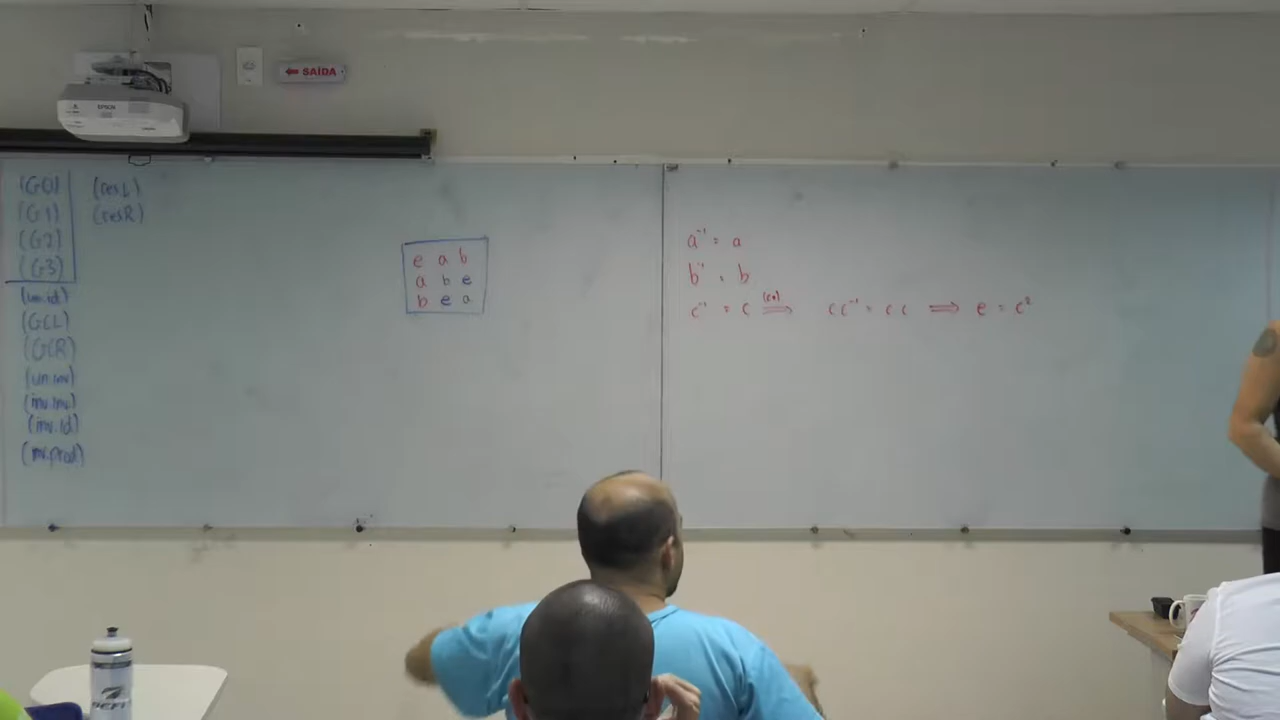 EPSON
← SAÍDA
(G0)
(G1)
(G2)
(G3)
(un.id)
(GCL)
(GCR)
(un.inv)
(inv.inv)
(inv.id)
(inv.prod)
(resL)
(resR)
e a b
a b e
b e a
a⁻¹ = a
b⁻¹ = b
c⁻¹ = c ⟹ cc⁻¹ = cc ⟹ e = c²